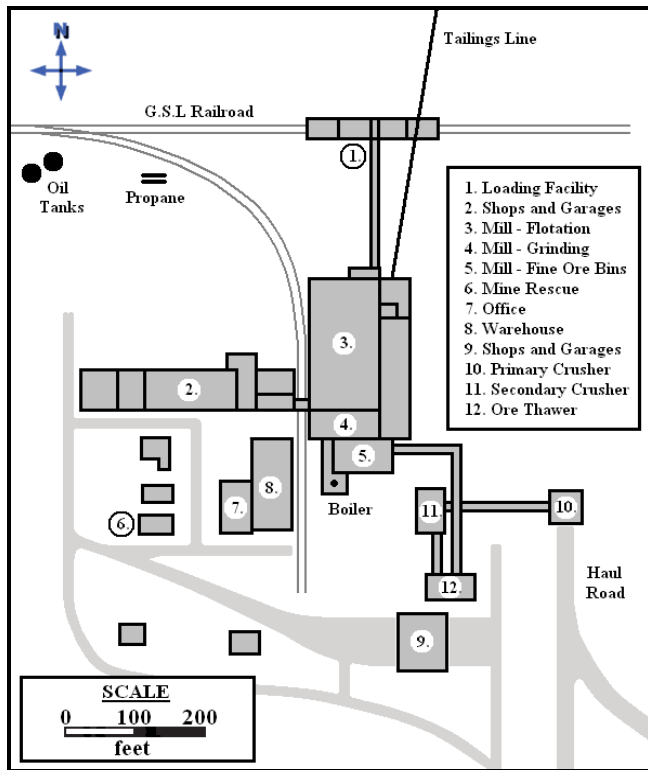 Tailings Line
N
G.S.L Railroad
1.
Oil
Tanks
Propane
1. Loading Facility
2. Shops and Garages
3. Mill - Flotation
4. Mill - Grinding
5. Mill - Fine Ore Bins
6. Mine Rescue
7. Office
8. Warehouse
9. Shops and Garages
10. Primary Crusher
11. Secondary Crusher
12. Ore Thawer
3.
2.
4.
5.
8.
7.
6.
Boiler
11.
10.
12.
Haul
Road
9.
SCALE
0 100 200
feet